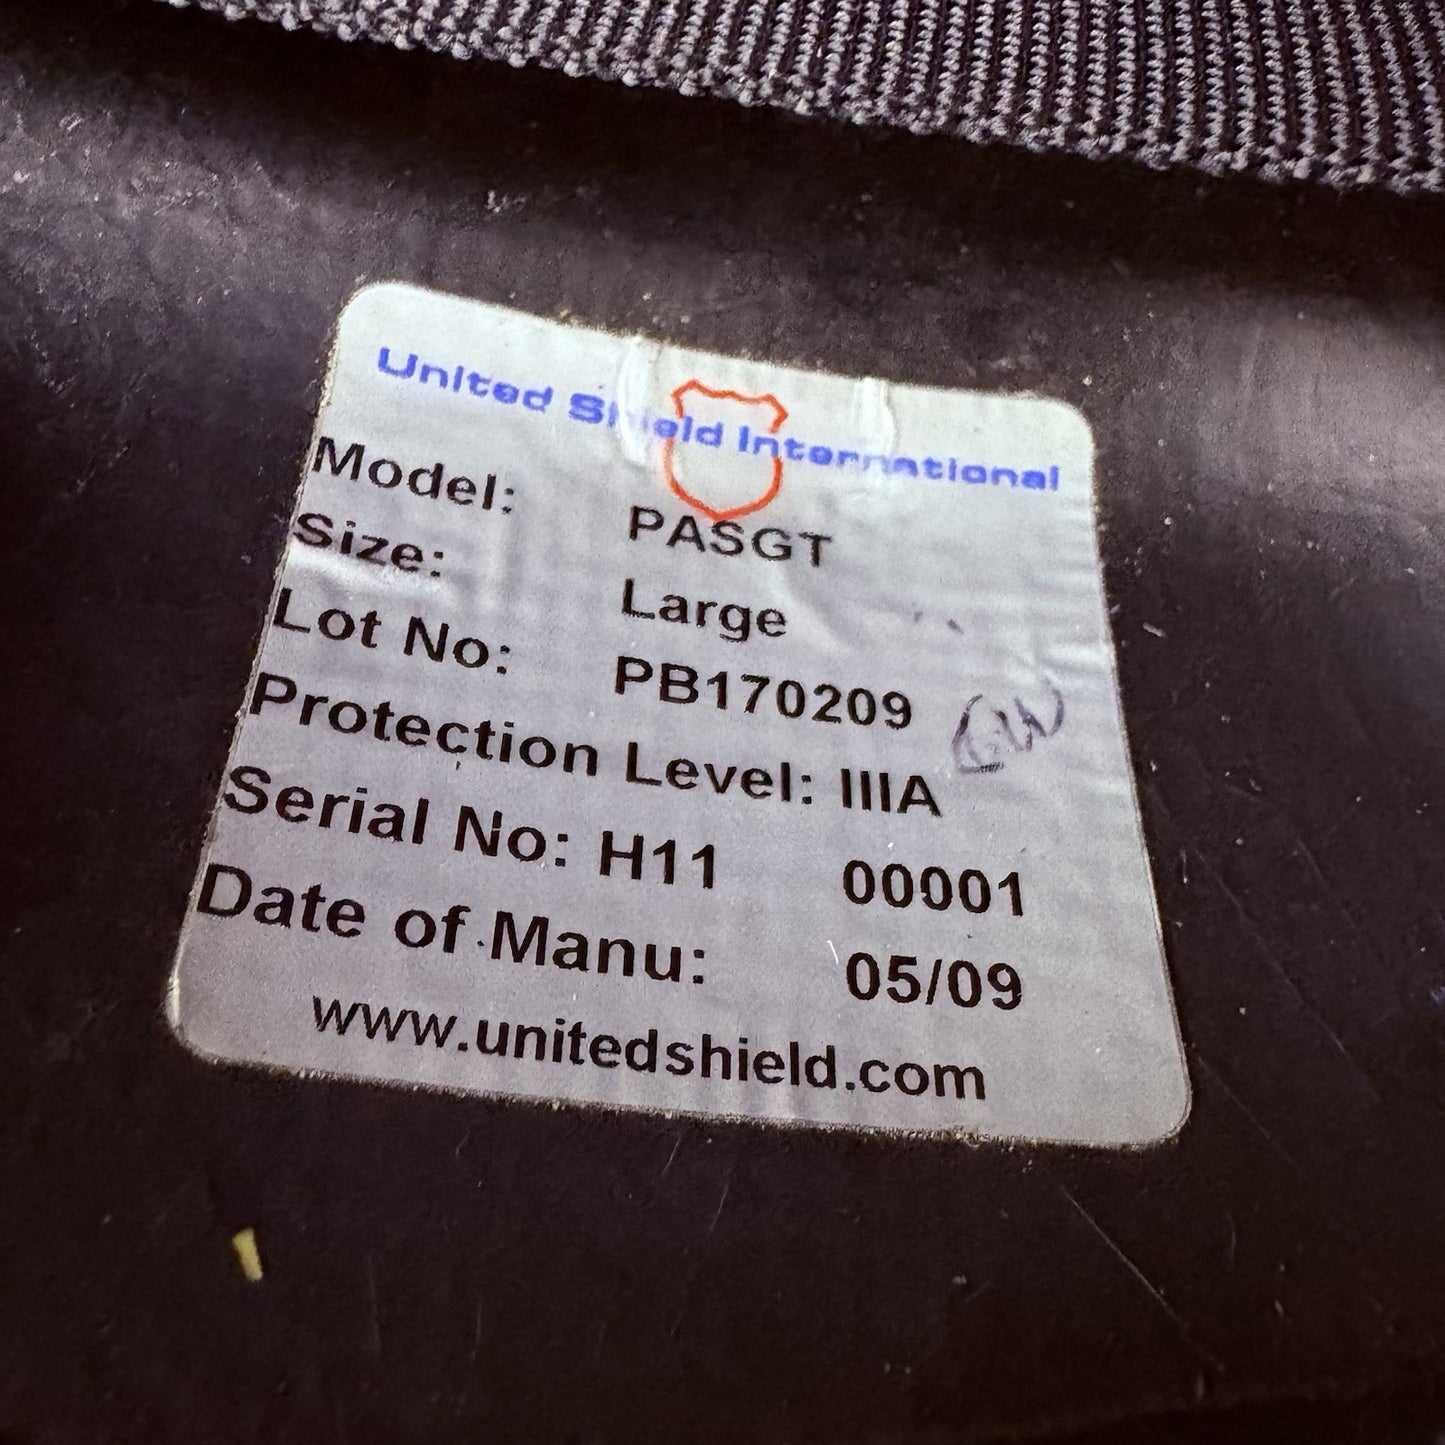 United Shield International
Model: PASGT
Size: Large
Lot No: PB170209
Protection Level: IIIA
Serial No: H11 00001
Date of Manu: 05/09
www.unitedshield.com